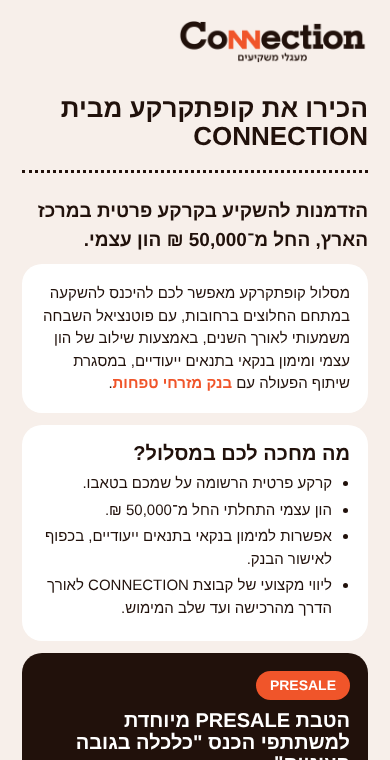 Connection
מעגלי משקיעים
הכירו את קופתקרקע מבית
CONNECTION
הזדמנות להשקיע בקרקע פרטית במרכז
הארץ, החל מ־50,000 ₪ הון עצמי.
מסלול קופתקרקע מאפשר לכם להיכנס להשקעה
במתחם החלוצים ברחובות, עם פוטנציאל השבחה
משמעותי לאורך השנים, באמצעות שילוב של הון
עצמי ומימון בנקאי בתנאים ייעודיים, במסגרת
שיתוף הפעולה עם בנק מזרחי טפחות.
מה מחכה לכם במסלול?
• קרקע פרטית הרשומה על שמכם בטאבו.
• הון עצמי התחלתי החל מ־50,000 ₪.
• אפשרות למימון בנקאי בתנאים ייעודיים, בכפוף
לאישור הבנק.
• ליווי מקצועי של קבוצת CONNECTION לאורך
הדרך מהרכישה ועד שלב המימוש.
PRESALE
הטבת PRESALE מיוחדת
למשתתפי הכנס "כלכלה בגובה